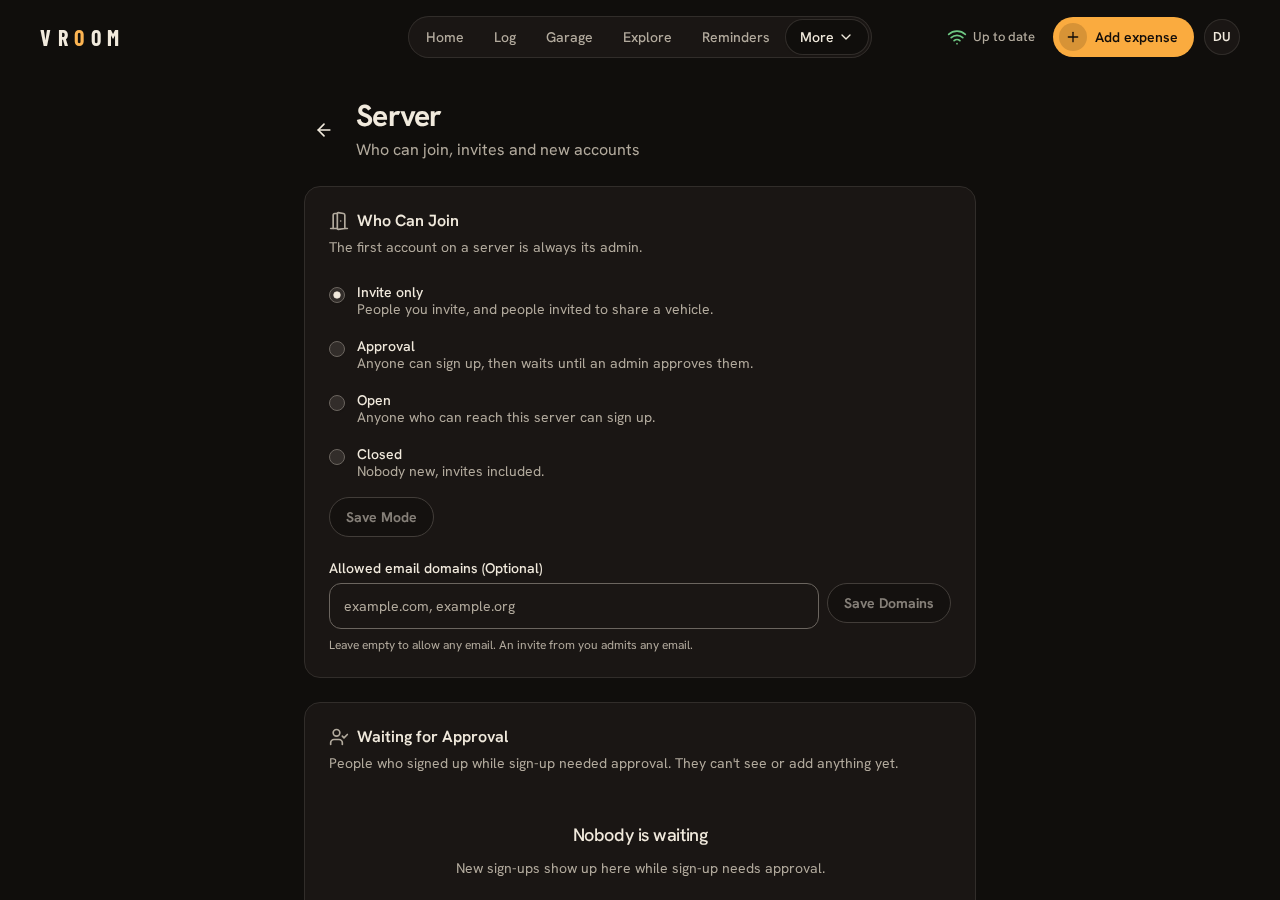 VROOM
Home Log Garage Explore Reminders More
Up to date
Add expense
DU
Server
Who can join, invites and new accounts
Who Can Join
The first account on a server is always its admin.
Invite only
People you invite, and people invited to share a vehicle.
Approval
Anyone can sign up, then waits until an admin approves them.
Open
Anyone who can reach this server can sign up.
Closed
Nobody new, invites included.
Save Mode
Allowed email domains (Optional)
example.com, example.org
Save Domains
Leave empty to allow any email. An invite from you admits any email.
Waiting for Approval
People who signed up while sign-up needed approval. They can't see or add anything yet.
Nobody is waiting
New sign-ups show up here while sign-up needs approval.